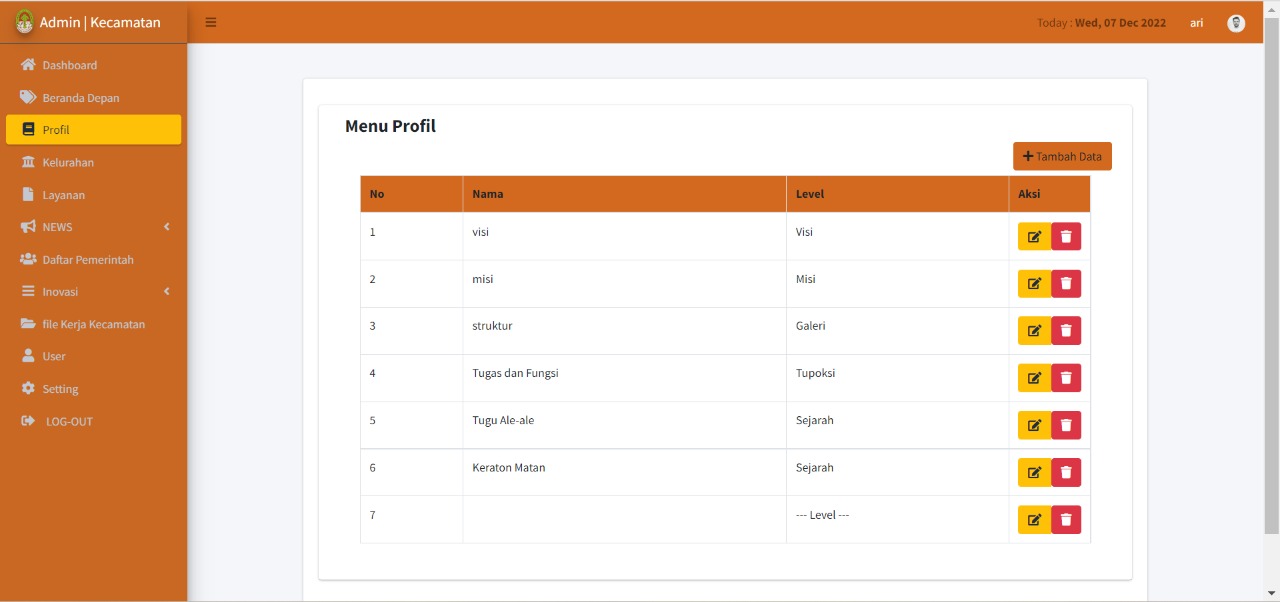 Admin | Kecamatan
Today : Wed, 07 Dec 2022 ari
Dashboard
Beranda Depan
Profil
Kelurahan
Layanan
NEWS
Daftar Pemerintah
Inovasi
file Kerja Kecamatan
User
Setting
LOG-OUT
Menu Profil
Tambah Data
No Nama Level Aksi
1 visi Visi
2 misi Misi
3 struktur Galeri
4 Tugas dan Fungsi Tupoksi
5 Tugu Ale-ale Sejarah
6 Keraton Matan Sejarah
7 --- Level ---